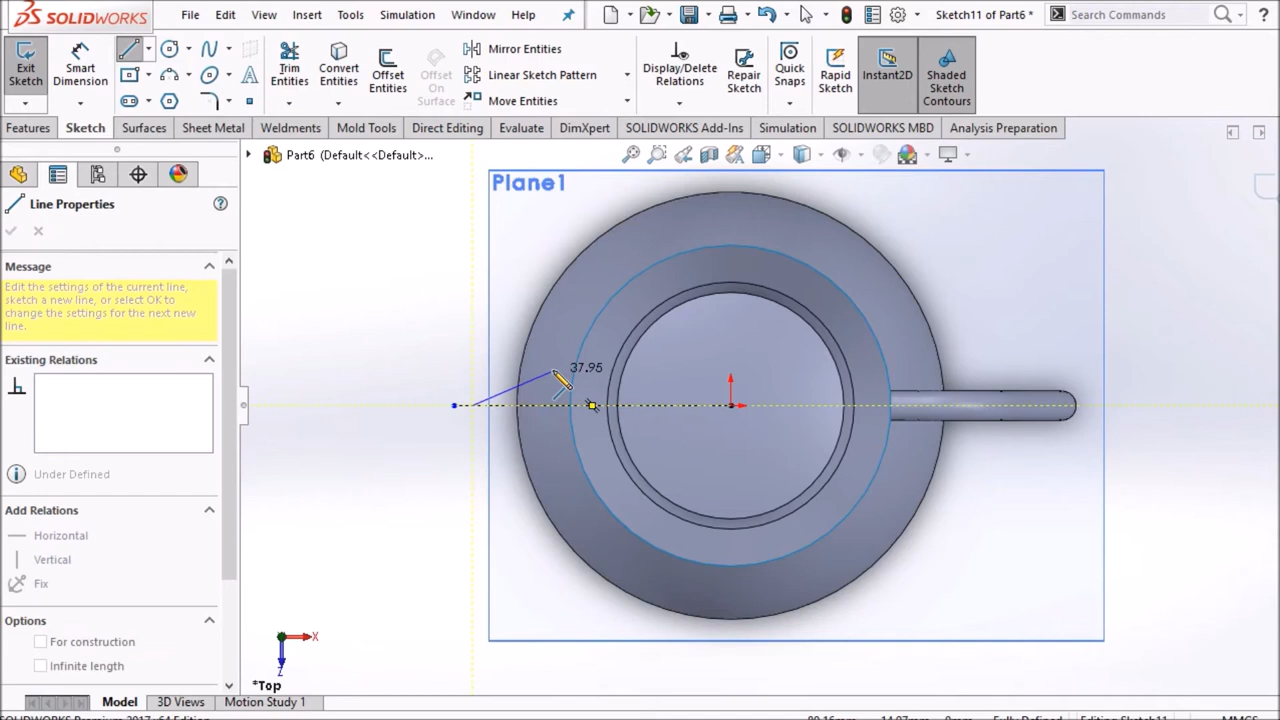 SOLIDWORKS File Edit View Insert Tools Simulation Window Help Sketch11 of Part6 * Search Commands ?
Exit Sketch
Smart Dimension
Trim Entities
Convert Entities
Offset Entities
Offset On Surface
Mirror Entities
Linear Sketch Pattern
Move Entities
Display/Delete Relations
Repair Sketch
Quick Snaps
Rapid Sketch
Instant2D
Shaded Sketch Contours
Features Sketch Surfaces Sheet Metal Weldments Mold Tools Direct Editing Evaluate DimXpert SOLIDWORKS Add-Ins Simulation SOLIDWORKS MBD Analysis Preparation
Part6 (Default<<Default>...
Plane1
Line Properties
Message
Edit the settings of the current line,
sketch a new line, or select OK to
change the settings for the next new
line.
Existing Relations
37.95
Under Defined
Add Relations
Horizontal
Vertical
Fix
Options
For construction
Infinite length
X
Z
*Top
Model 3D Views Motion Study 1